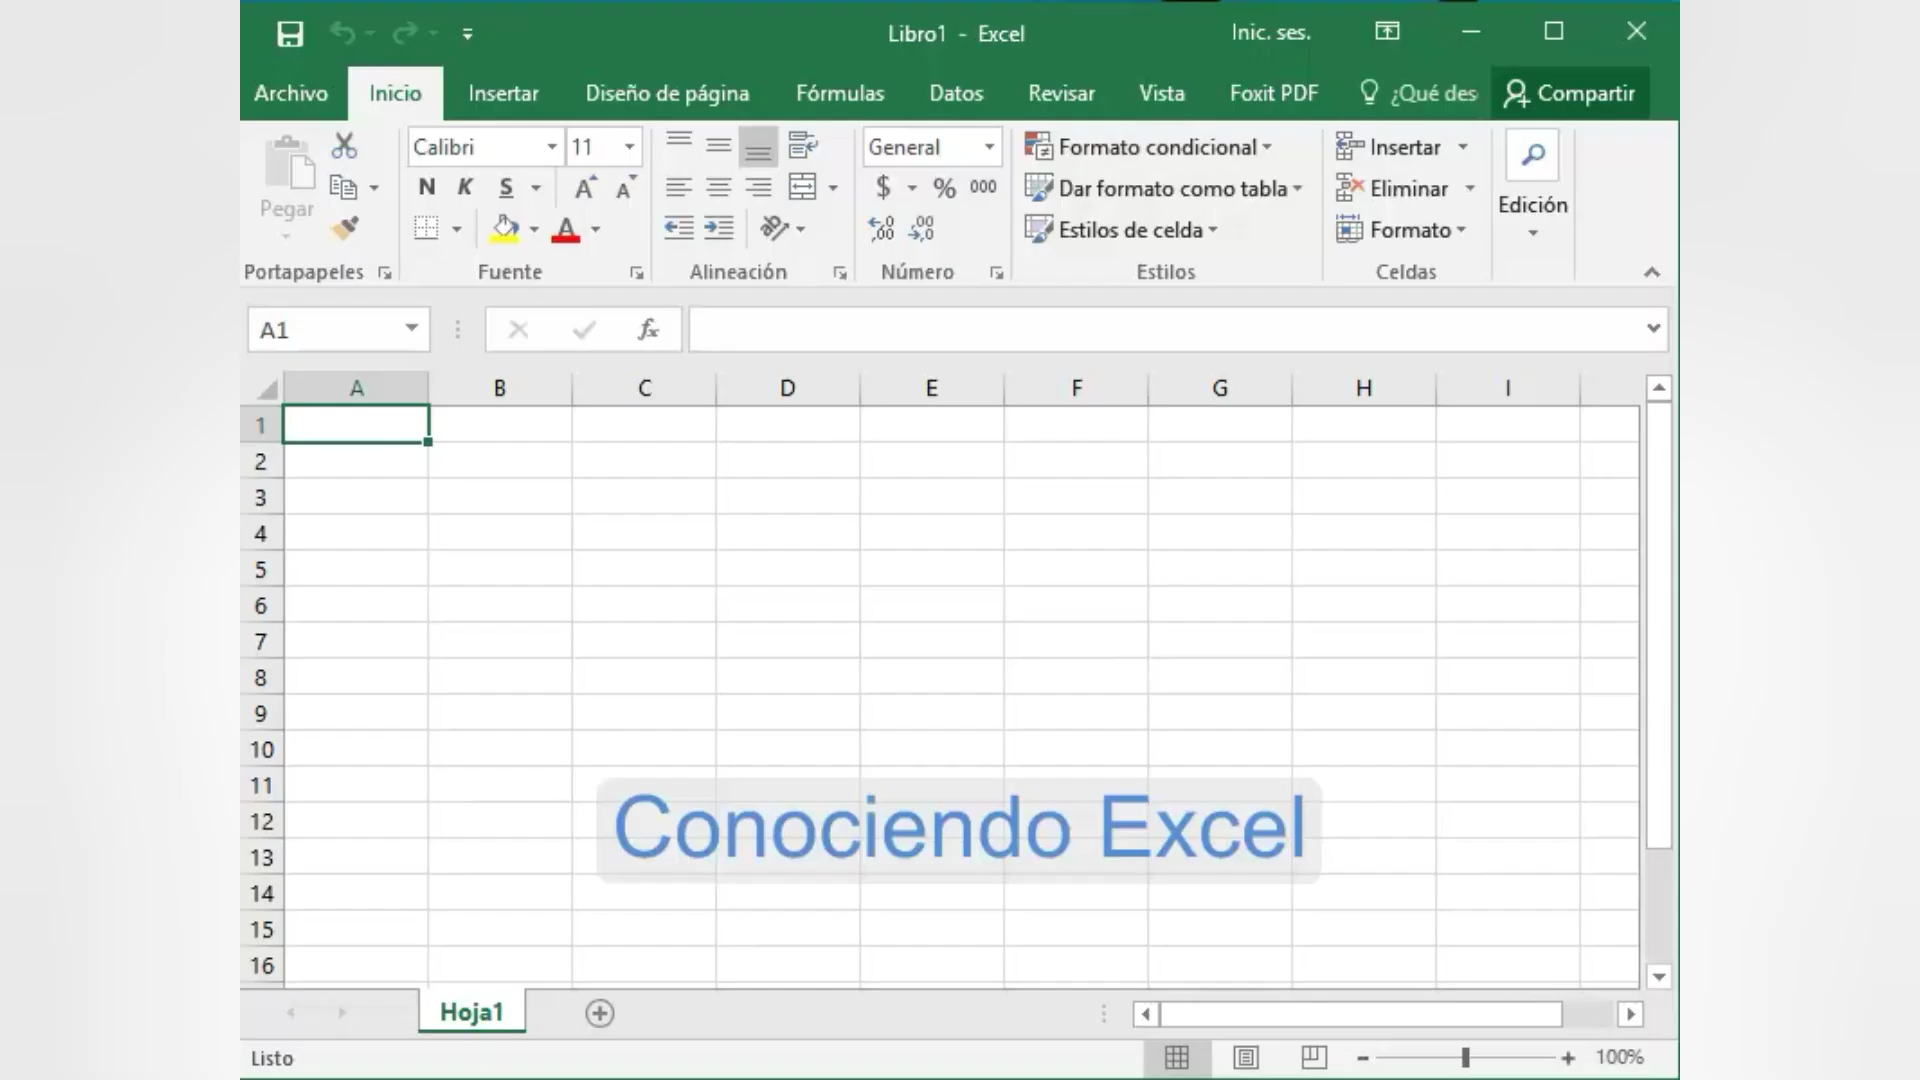 Libro1 - Excel
Inic. ses.
Archivo
Inicio
Insertar
Diseño de página
Fórmulas
Datos
Revisar
Vista
Foxit PDF
¿Qué des
Compartir
Pegar
Portapapeles
Calibri
11
N K S
A A
A
Fuente
Alineación
General
$ % 000
Número
Formato condicional
Dar formato como tabla
Estilos de celda
Estilos
Insertar
Eliminar
Formato
Celdas
Edición
A1
fx
A B C D E F G H I
1
2
3
4
5
6
7
8
9
10
11
12
13
14
15
16
Conociendo Excel
Hoja1
Listo
100%